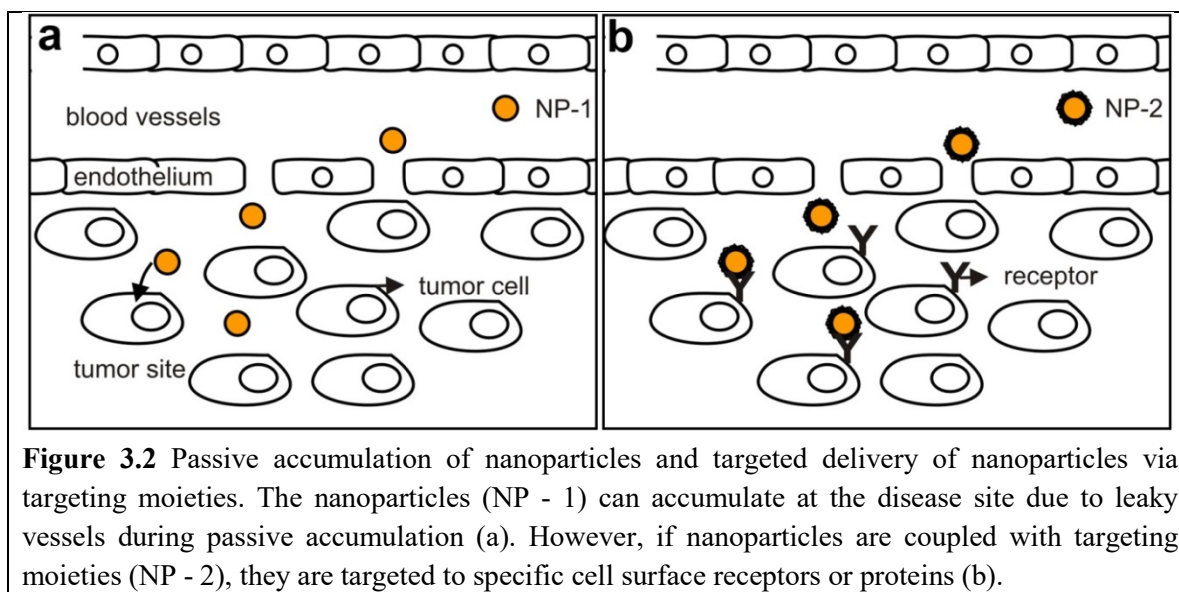 a
NP-1
blood vessels
endothelium
tumor cell
tumor site
b
NP-2
receptor
Figure 3.2 Passive accumulation of nanoparticles and targeted delivery of nanoparticles via
targeting moieties. The nanoparticles (NP - 1) can accumulate at the disease site due to leaky
vessels during passive accumulation (a). However, if nanoparticles are coupled with targeting
moieties (NP - 2), they are targeted to specific cell surface receptors or proteins (b).